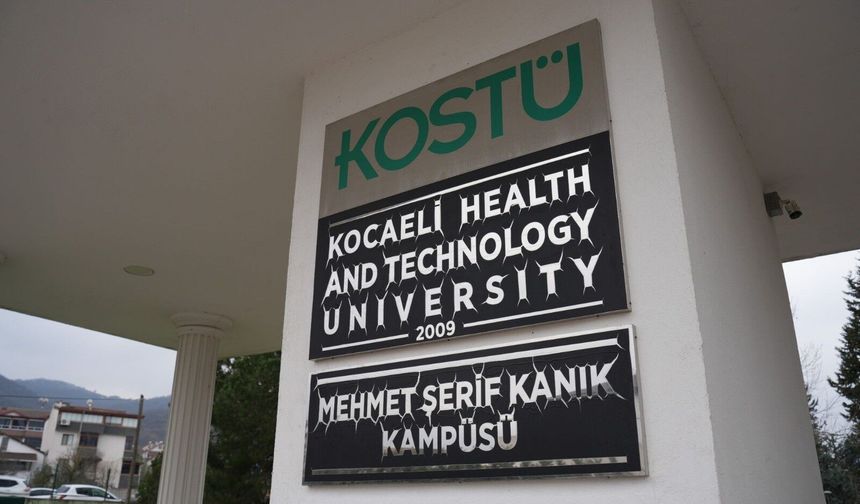 KOSTÜ
KOCAELİ HEALTH
AND TECHNOLOGY
UNIVERSITY
2009
MEHMET ŞERİF KANIK
KAMPÜSÜ